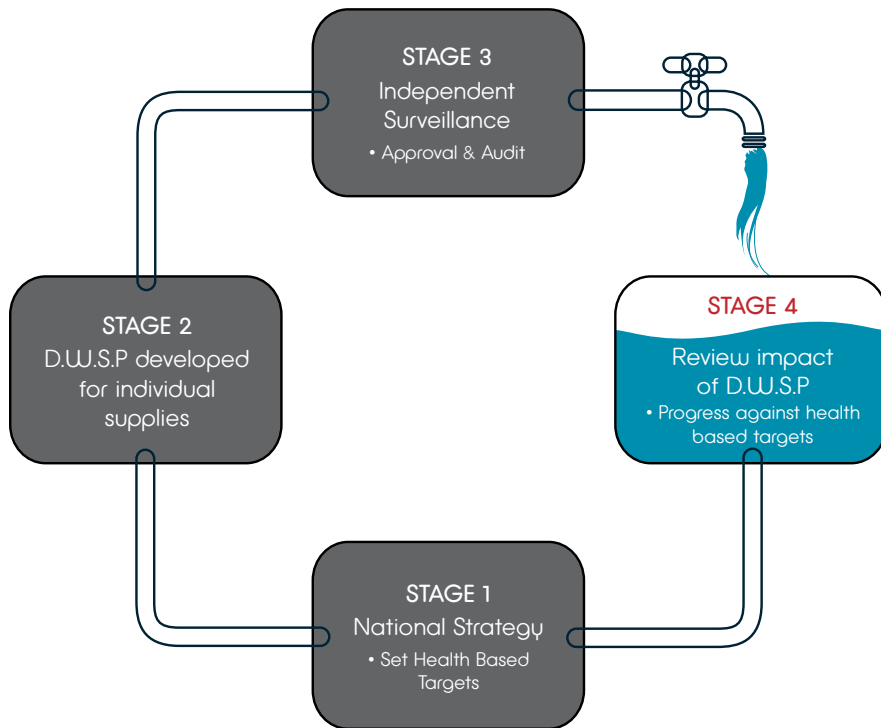 STAGE 3
Independent
Surveillance
• Approval & Audit
STAGE 2
D.W.S.P developed
for individual
supplies
STAGE 4
Review impact
of D.W.S.P
• Progress against health
based targets
STAGE 1
National Strategy
• Set Health Based
Targets